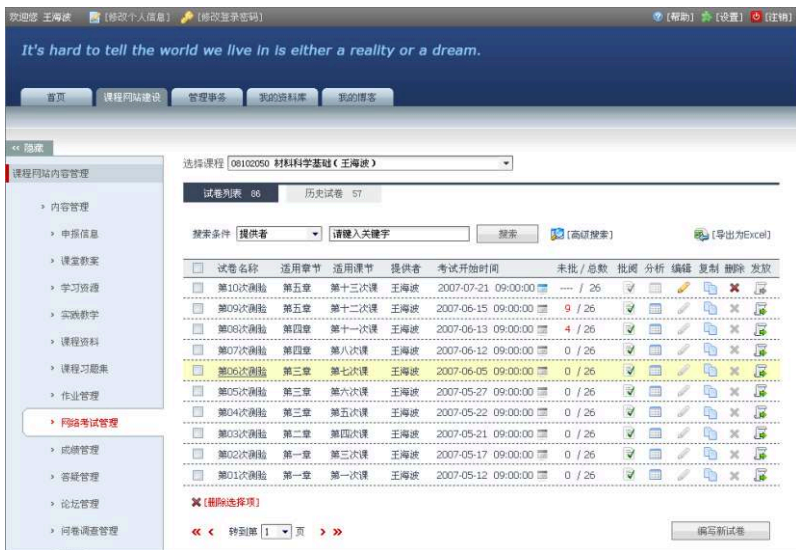 欢迎您 王海波 [修改个人信息] [修改登录密码] [帮助] [设置] [注销]
It's hard to tell the world we live in is either a reality or a dream.
首页 课程网站建设 管理事务 我的资料库 我的博客
<< 隐藏
课程网站内容管理
选择课程 08102050 材料科学基础(王海波)
试卷列表 86 历史试卷 57
内容管理
申报信息
课堂教案
学习资源
实践教学
课程资料
课程习题集
作业管理
网络考试管理
成绩管理
答疑管理
论坛管理
问卷调查管理
搜索条件 提供者 请键入关键字 搜索 [高级搜索] [导出为Excel]
试卷名称 适用章节 适用课节 提供者 考试开始时间 未批/总数 批阅 分析 编辑 复制 删除 发放
第10次测验 第五章 第十三次课 王海波 2007-07-21 09:00:00 ---- / 26
第09次测验 第五章 第十二次课 王海波 2007-06-15 09:00:00 9 / 26
第08次测验 第四章 第十一次课 王海波 2007-06-13 09:00:00 4 / 26
第07次测验 第四章 第八次课 王海波 2007-06-12 09:00:00 0 / 26
第06次测验 第三章 第七次课 王海波 2007-06-05 09:00:00 0 / 26
第05次测验 第三章 第六次课 王海波 2007-05-27 09:00:00 0 / 26
第04次测验 第三章 第五次课 王海波 2007-05-22 09:00:00 0 / 26
第03次测验 第二章 第四次课 王海波 2007-05-21 09:00:00 0 / 26
第02次测验 第一章 第三次课 王海波 2007-05-17 09:00:00 0 / 26
第01次测验 第一章 第一次课 王海波 2007-05-12 09:00:00 0 / 26
[删除选择项]
转到第 1 页
编写新试卷